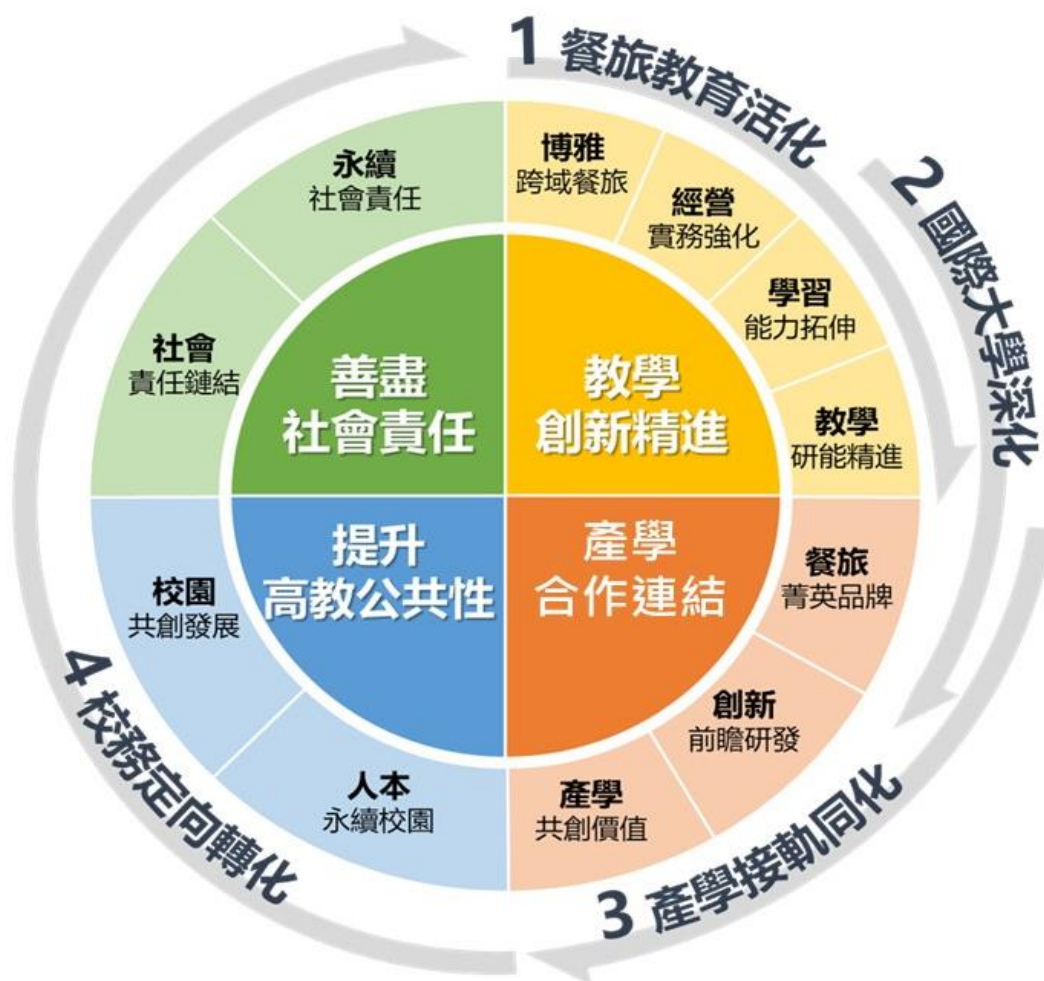 1 餐旅教育活化
2 國際大學深化
3 產學接軌同化
4 校務定向轉化
教學
創新精進
博雅
跨域餐旅
經營
實務強化
學習
能力拓伸
教學
研能精進
產學
合作連結
餐旅
菁英品牌
創新
前瞻研發
產學
共創價值
提升
高教公共性
人本
永續校園
校園
共創發展
善盡
社會責任
社會
責任鏈結
永續
社會責任